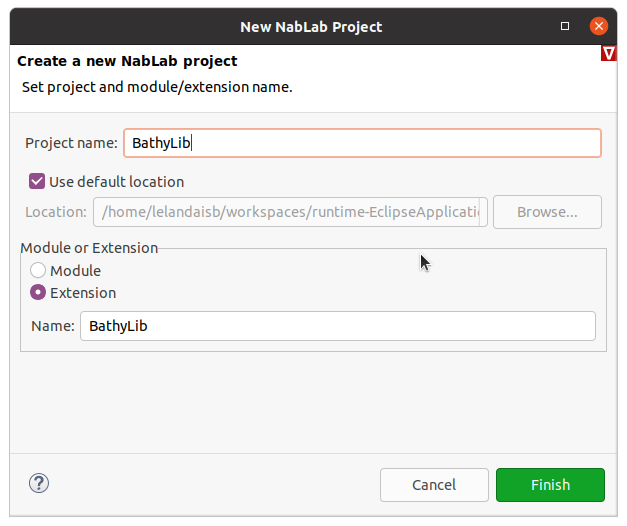 New NabLab Project
Create a new NabLab project
Set project and module/extension name.
Project name: BathyLib
Use default location
Location: /home/lelandaisb/workspaces/runtime-EclipseApplicati Browse...
Module or Extension
Module
Extension
Name: BathyLib
? Cancel Finish